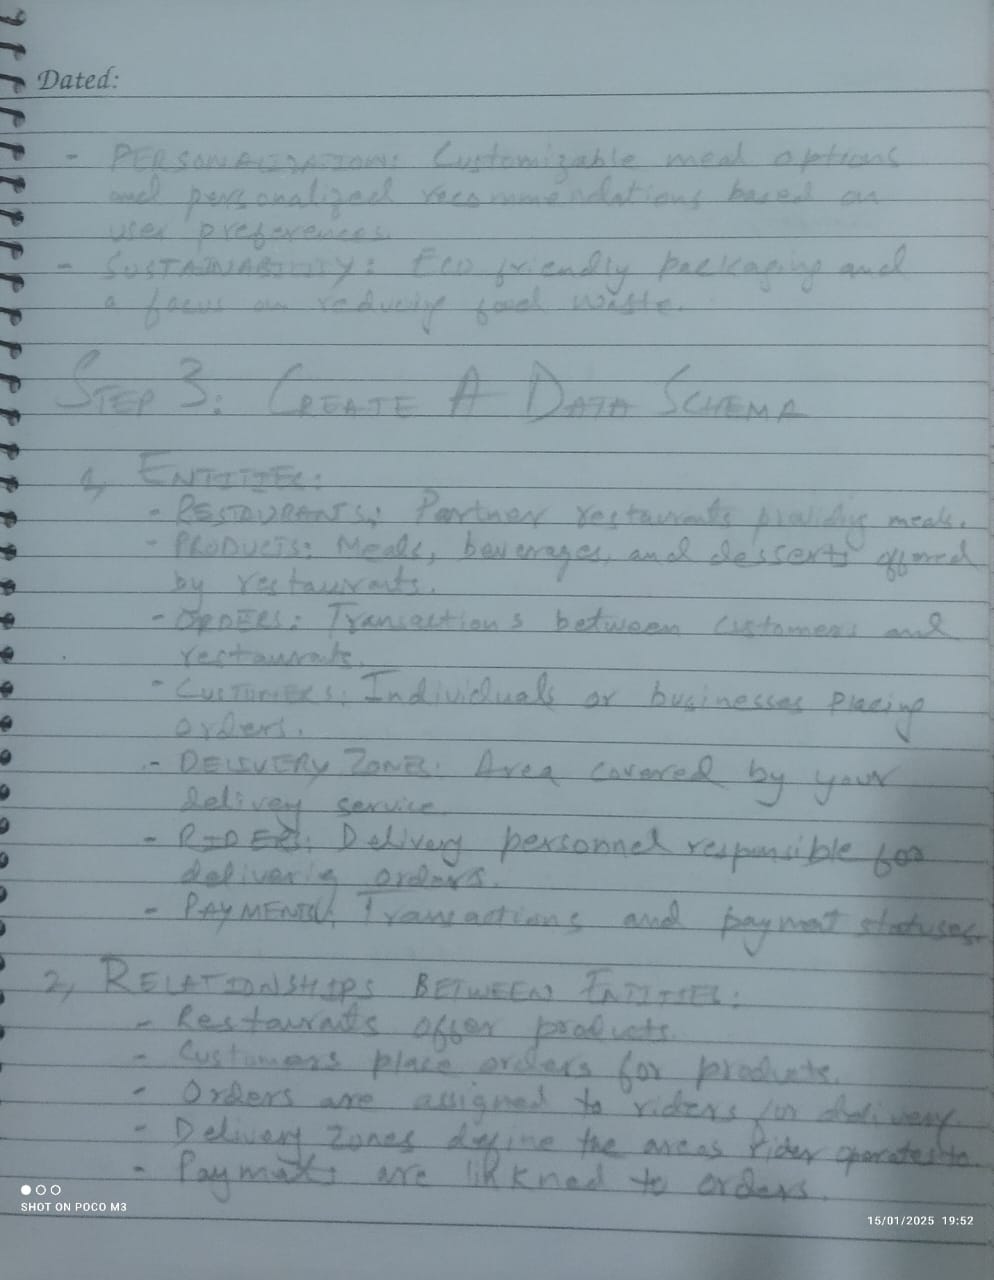 Dated:
- PERSONALIZATION: Customizable meal options
and personalized recommendations based on
user preferences.
- SUSTAINABILITY: Eco friendly packaging and
a focus on reducing food waste.
STEP 3: CREATE A DATA SCHEMA
1, ENTITIES:
- RESTAURANTS: Partner restaurants providing meals.
- PRODUCTS: Meals, beverages, and desserts offered
by restaurants.
- ORDERS: Transactions between customers and
restaurants.
- CUSTOMERS: Individuals or businesses placing
orders.
- DELIVERY ZONE: Area covered by your
delivey service
- RIDERS: Delivery personnel responsible for
delivering orders.
- PAYMENTS: Transactions and payment statuses.
2, RELATIONSHIPS BETWEEN ENTITIES:
- Restaurants offer products.
- Customers place orders for products.
- Orders are assigned to riders for delivery.
- Delivery Zones define the areas rider operates to.
- Payments are likkned to orders.
SHOT ON POCO M3
15/01/2025 19:52